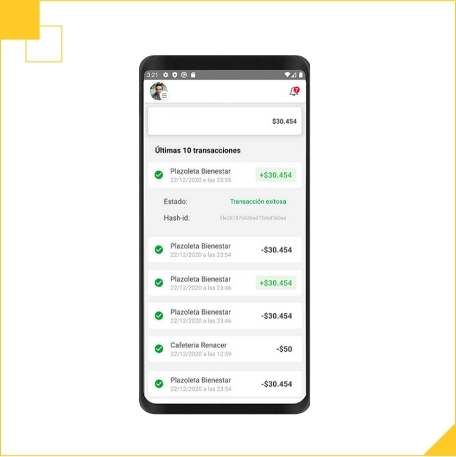 3:21
7
$30.454
Últimas 10 transacciones
Plazoleta Bienestar
+$30.454
22/12/2020 a las 23:55
Estado:
Transacción exitosa
Hash-id:
Plazoleta Bienestar
-$30.454
22/12/2020 a las 23:54
Plazoleta Bienestar
+$30.454
22/12/2020 a las 23:46
Plazoleta Bienestar
-$30.454
22/12/2020 a las 23:46
Cafeteria Renacer
-$50
22/12/2020 a las 12:59
Plazoleta Bienestar
-$30.454
22/12/2020 a las 23:54